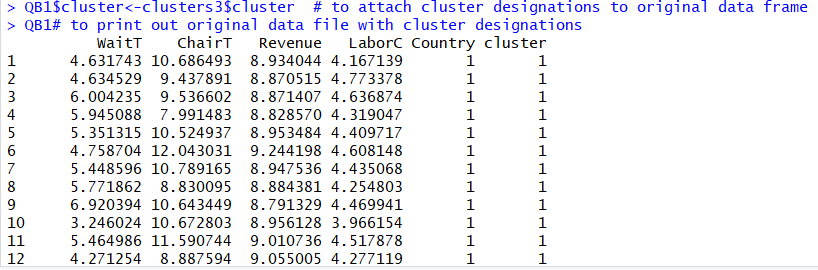 > QB1$cluster<-clusters3$cluster  # to attach cluster designations to original data frame
> QB1# to print out original data file with cluster designations
WaitT ChairT Revenue LaborC Country cluster
1 4.631743 10.686493 8.934044 4.167139 1 1
2 4.634529 9.437891 8.870515 4.773378 1 1
3 6.004235 9.536602 8.871407 4.636874 1 1
4 5.945088 7.991483 8.828570 4.319047 1 1
5 5.351315 10.524937 8.953484 4.409717 1 1
6 4.758704 12.043031 9.244198 4.608148 1 1
7 5.448596 10.789165 8.947536 4.435068 1 1
8 5.771862 8.830095 8.884381 4.254803 1 1
9 6.920394 10.643449 8.791329 4.469941 1 1
10 3.246024 10.672803 8.956128 3.966154 1 1
11 5.464986 11.590744 9.010736 4.517878 1 1
12 4.271254 8.887594 9.055005 4.277119 1 1